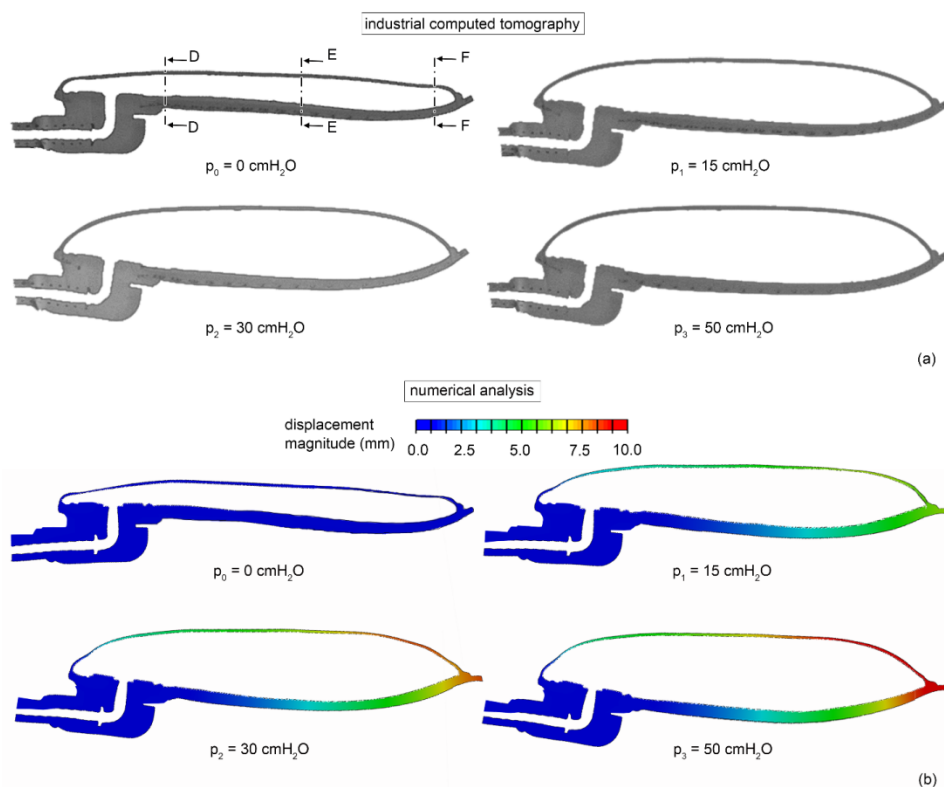 industrial computed tomography
D E F
D E F
p₀ = 0 cmH₂O p₁ = 15 cmH₂O
p₂ = 30 cmH₂O p₃ = 50 cmH₂O
(a)
numerical analysis
displacement
magnitude (mm) 0.0 2.5 5.0 7.5 10.0
p₀ = 0 cmH₂O p₁ = 15 cmH₂O
p₂ = 30 cmH₂O p₃ = 50 cmH₂O
(b)